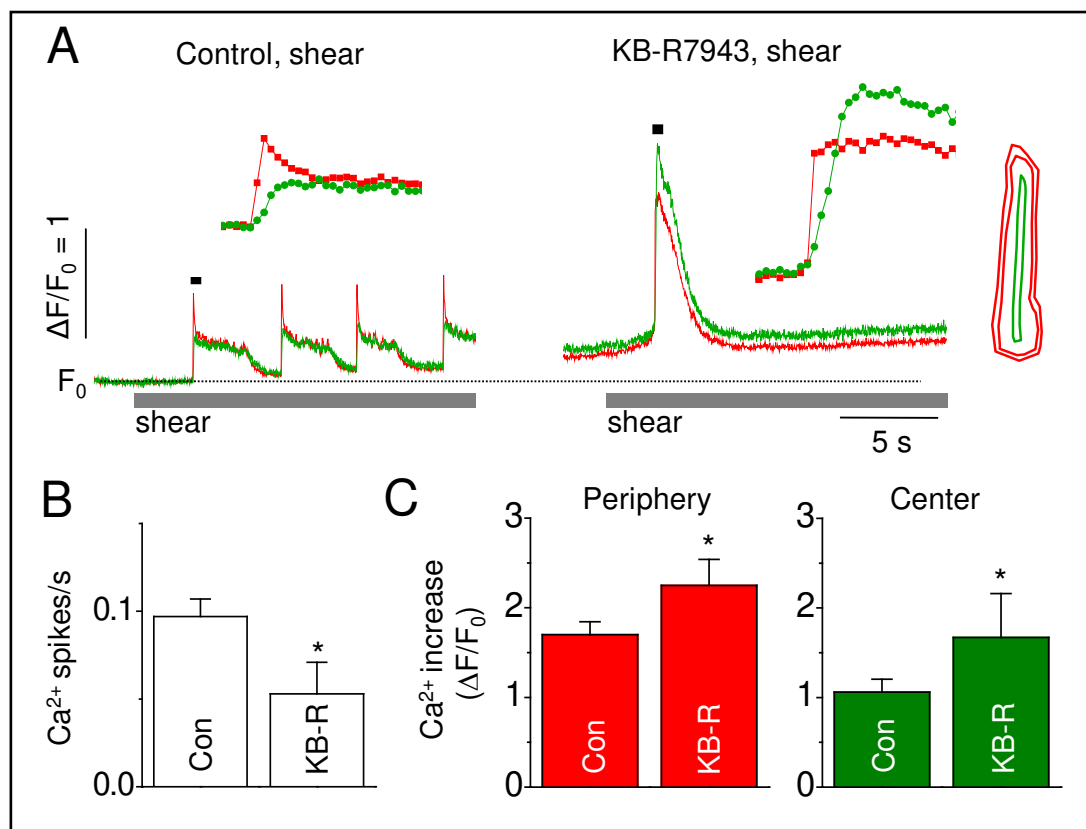 A
Control, shear
KB-R7943, shear
ΔF/F₀ = 1
F₀
shear
shear
5 s
B
Ca²⁺ spikes/s
0.1
0.0
Con
KB-R
*
C
Periphery
Center
Ca²⁺ increase
(ΔF/F₀)
3
2
1
0
Con
KB-R
*
3
2
1
0
Con
KB-R
*